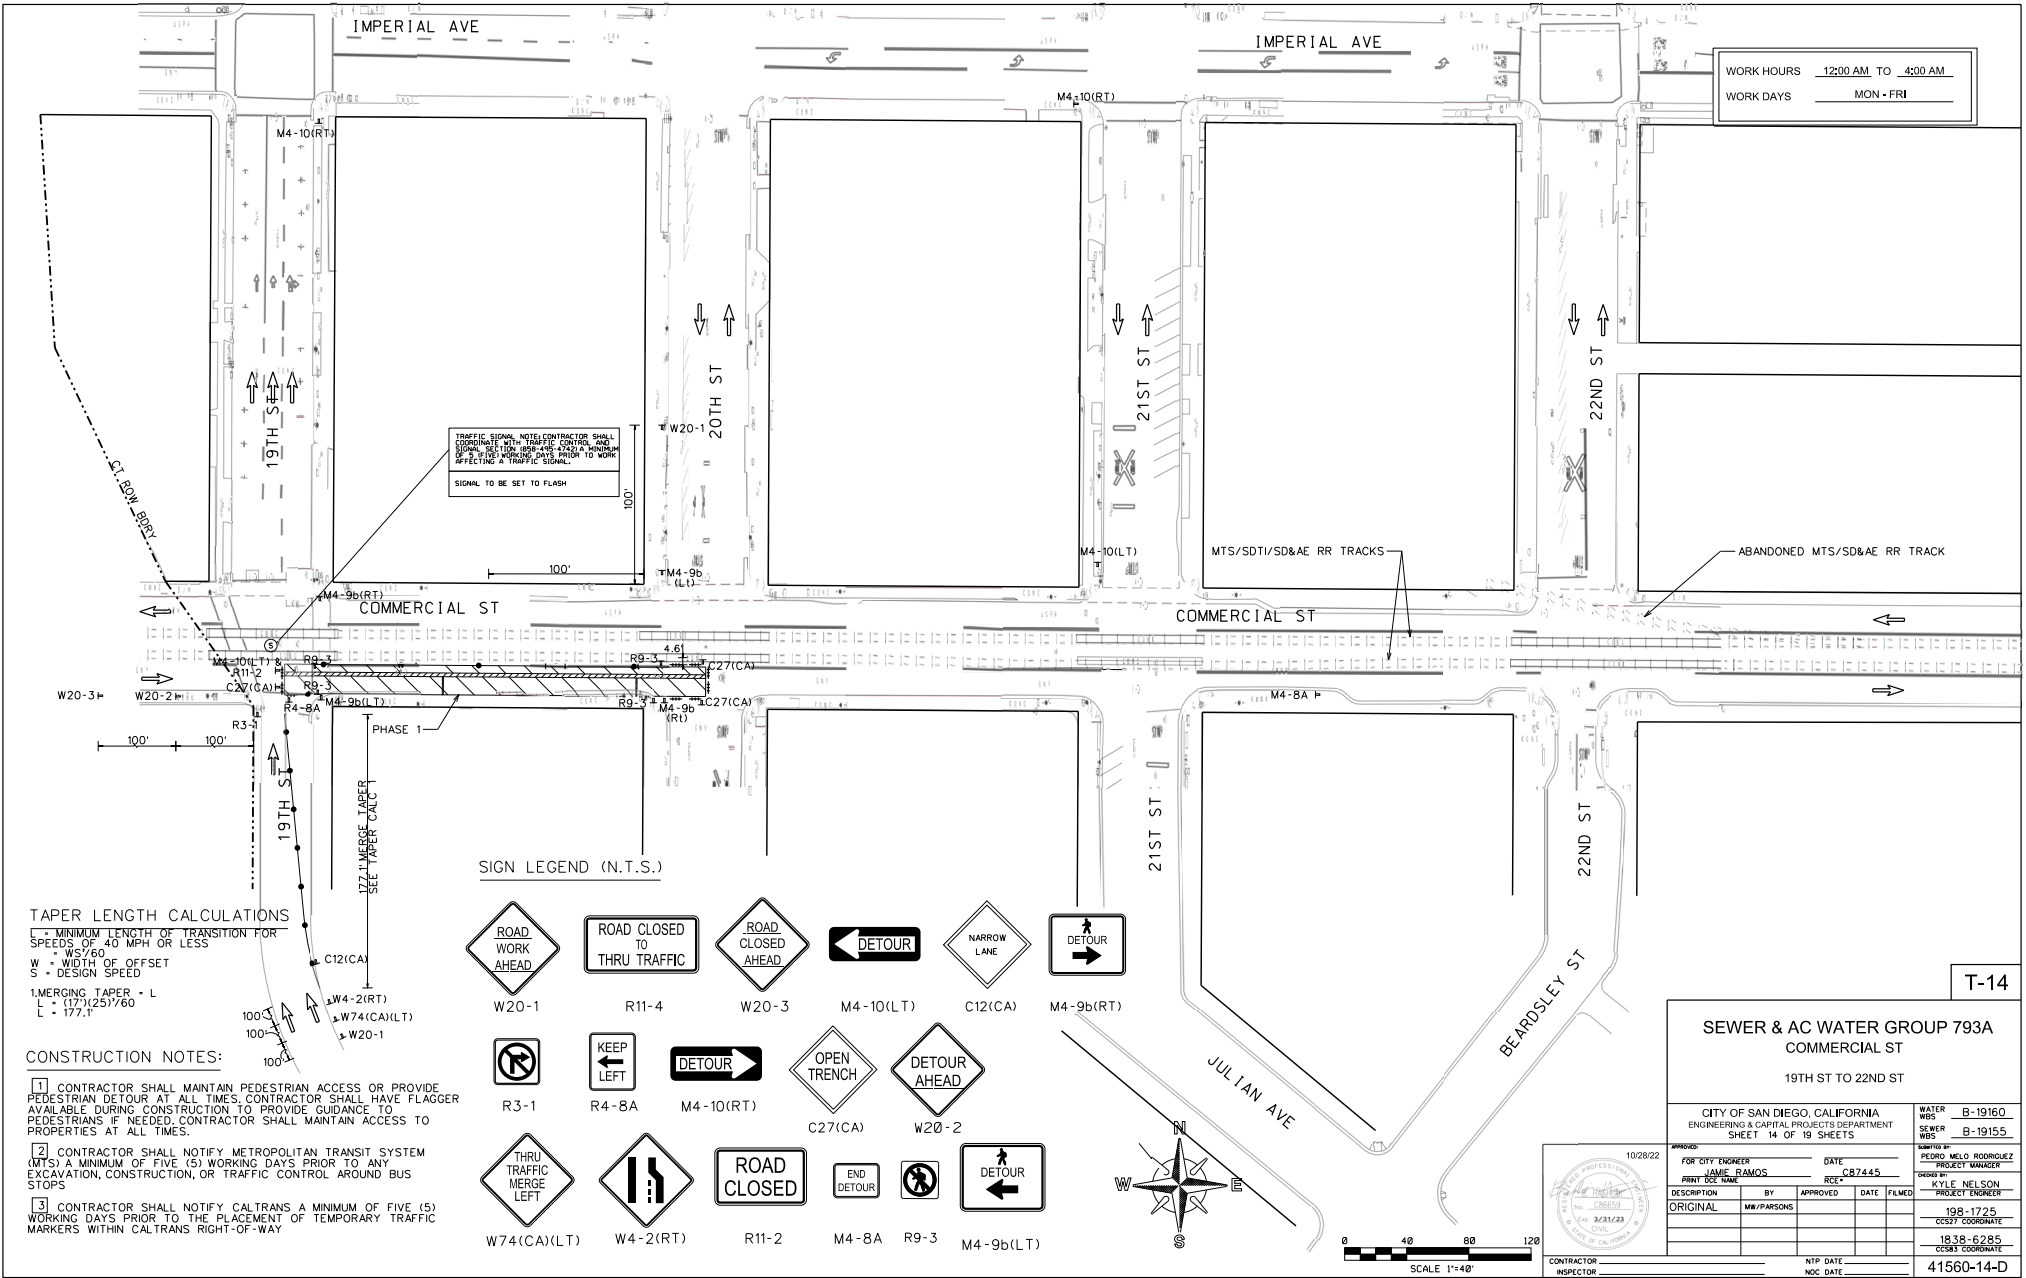 IMPERIAL AVE
IMPERIAL AVE
WORK HOURS 12:00 AM TO 4:00 AM
WORK DAYS MON - FRI
M4-10(RT)
M4-10(RT)
19TH ST
20TH ST
21ST ST
22ND ST
CT ROW BDRY
TRAFFIC SIGNAL NOTE: CONTRACTOR SHALL
COORDINATE WITH TRAFFIC CONTROL AND
SIGNAL SECTION (858-495-4742) A MINIMUM
OF 5 (FIVE) WORKING DAYS PRIOR TO WORK
AFFECTING A TRAFFIC SIGNAL.
SIGNAL TO BE SET TO FLASH
W20-1
100'
100'
M4-9b
(Lt)
M4-10(LT)
MTS/SDTI/SD&AE RR TRACKS
ABANDONED MTS/SD&AE RR TRACK
M4-9b(RT)
COMMERCIAL ST
COMMERCIAL ST
S
M4-10(LT) &
R11-2
C27(CA)
R9-3
R9-3
R9-3
4.6'
C27(CA)
W20-3
W20-2
R4-8A
M4-9b(LT)
R9-3
M4-9b
(Rt)
C27(CA)
M4-8A
R3-1
PHASE 1
100'
100'
19TH ST
177.1' MERGE TAPER
SEE TAPER CALC 1
21ST ST
22ND ST
C12(CA)
W4-2(RT)
W74(CA)(LT)
W20-1
100'
100'
100'
TAPER LENGTH CALCULATIONS
L = MINIMUM LENGTH OF TRANSITION FOR
SPEEDS OF 40 MPH OR LESS
= WS²/60
W = WIDTH OF OFFSET
S = DESIGN SPEED
1.MERGING TAPER = L
L = (17')(25)²/60
L = 177.1'
CONSTRUCTION NOTES:
1 CONTRACTOR SHALL MAINTAIN PEDESTRIAN ACCESS OR PROVIDE
PEDESTRIAN DETOUR AT ALL TIMES. CONTRACTOR SHALL HAVE FLAGGER
AVAILABLE DURING CONSTRUCTION TO PROVIDE GUIDANCE TO
PEDESTRIANS IF NEEDED. CONTRACTOR SHALL MAINTAIN ACCESS TO
PROPERTIES AT ALL TIMES.
2 CONTRACTOR SHALL NOTIFY METROPOLITAN TRANSIT SYSTEM
(MTS) A MINIMUM OF FIVE (5) WORKING DAYS PRIOR TO ANY
EXCAVATION, CONSTRUCTION, OR TRAFFIC CONTROL AROUND BUS
STOPS
3 CONTRACTOR SHALL NOTIFY CALTRANS A MINIMUM OF FIVE (5)
WORKING DAYS PRIOR TO THE PLACEMENT OF TEMPORARY TRAFFIC
MARKERS WITHIN CALTRANS RIGHT-OF-WAY
SIGN LEGEND (N.T.S.)
ROAD
WORK
AHEAD
W20-1
ROAD CLOSED
TO
THRU TRAFFIC
R11-4
ROAD
CLOSED
AHEAD
W20-3
DETOUR
M4-10(LT)
NARROW
LANE
C12(CA)
DETOUR
M4-9b(RT)
R3-1
KEEP
LEFT
R4-8A
DETOUR
M4-10(RT)
OPEN
TRENCH
C27(CA)
DETOUR
AHEAD
W20-2
THRU
TRAFFIC
MERGE
LEFT
W74(CA)(LT)
W4-2(RT)
ROAD
CLOSED
R11-2
END
DETOUR
M4-8A
R9-3
DETOUR
M4-9b(LT)
JULIAN AVE
BEARDSLEY ST
N
W
E
S
0 40 80 120
SCALE 1"=40'
T-14
SEWER & AC WATER GROUP 793A
COMMERCIAL ST
19TH ST TO 22ND ST
CITY OF SAN DIEGO, CALIFORNIA
ENGINEERING & CAPITAL PROJECTS DEPARTMENT
SHEET 14 OF 19 SHEETS
WATER
WBS B-19160
SEWER
WBS B-19155
APPROVED:
FOR CITY ENGINEER DATE
JAMIE RAMOS C87445
PRINT DCE NAME RCE#
SUBMITTED BY:
PEDRO MELO RODRIGUEZ
PROJECT MANAGER
CHECKED BY:
KYLE NELSON
PROJECT ENGINEER
DESCRIPTION BY APPROVED DATE FILMED
ORIGINAL MW/PARSONS
198-1725
CCS27 COORDINATE
1838-6285
CCS83 COORDINATE
CONTRACTOR
INSPECTOR
NTP DATE
NOC DATE
41560-14-D
10/28/22
REGISTERED PROFESSIONAL ENGINEER
No. C86659
Exp. 3/31/23
CIVIL
STATE OF CALIFORNIA